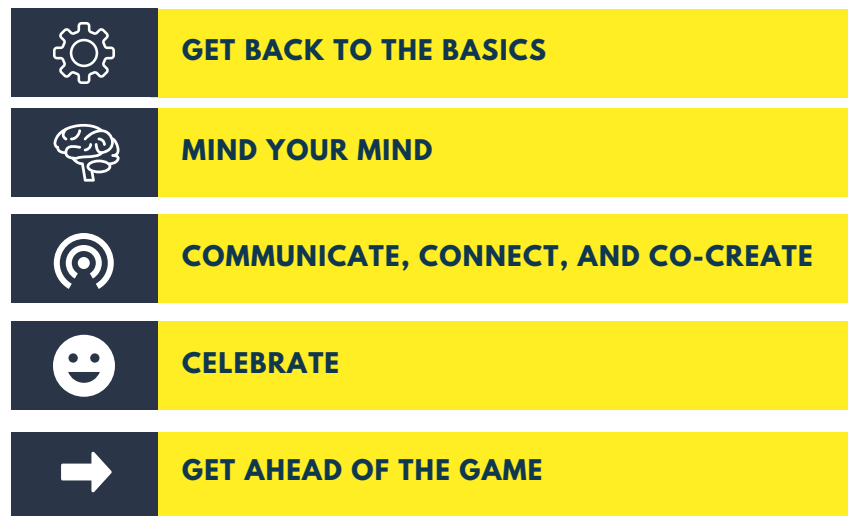 GET BACK TO THE BASICS
MIND YOUR MIND
COMMUNICATE, CONNECT, AND CO-CREATE
CELEBRATE
GET AHEAD OF THE GAME